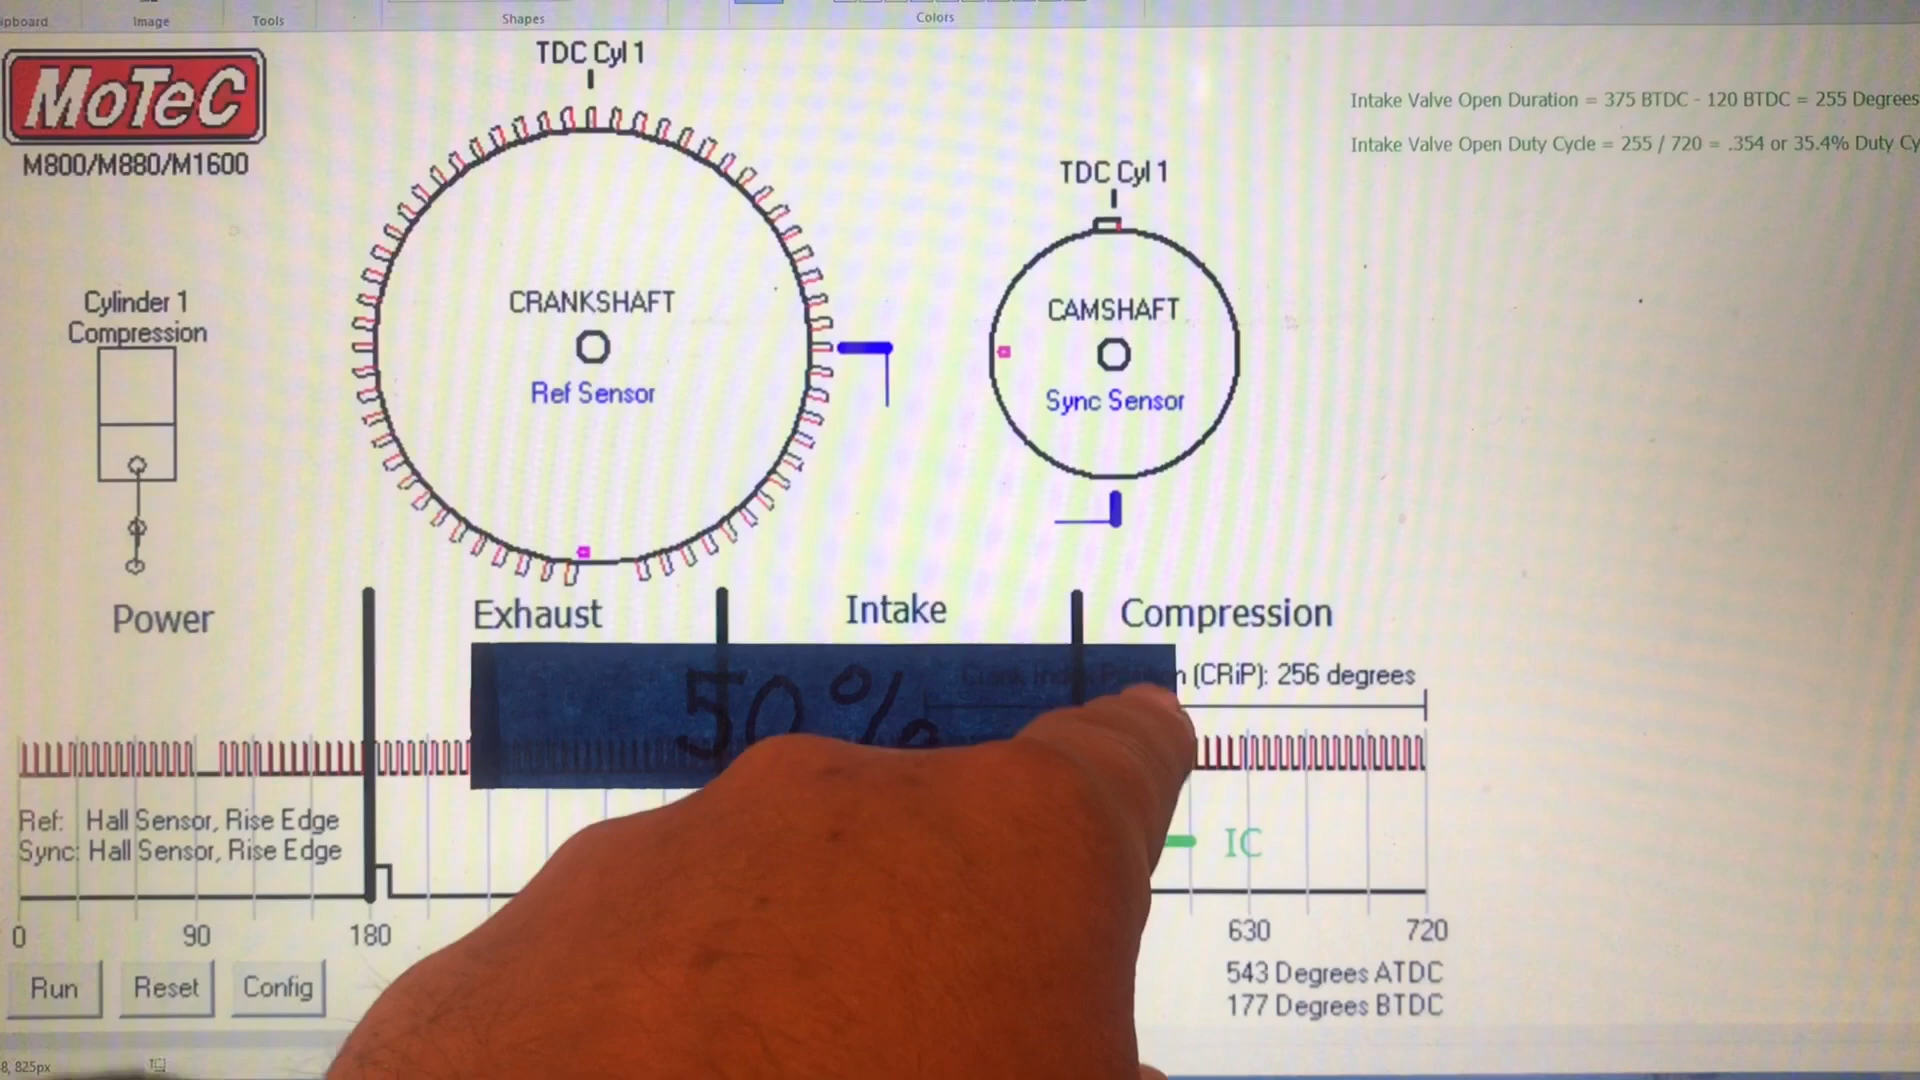 ipboard
Image
Tools
Shapes
Colors
MoTeC
M800/M880/M1600
TDC Cyl 1
Intake Valve Open Duration = 375 BTDC - 120 BTDC = 255 Degrees
Intake Valve Open Duty Cycle = 255 / 720 = .354 or 35.4% Duty Cy
TDC Cyl 1
Cylinder 1
Compression
CRANKSHAFT
Ref Sensor
CAMSHAFT
Sync Sensor
Power
Exhaust
Intake
Compression
50%
(CRiP): 256 degrees
Ref: Hall Sensor, Rise Edge
Sync: Hall Sensor, Rise Edge
IC
0
90
180
630
720
543 Degrees ATDC
177 Degrees BTDC
Run
Reset
Config
8, 825px